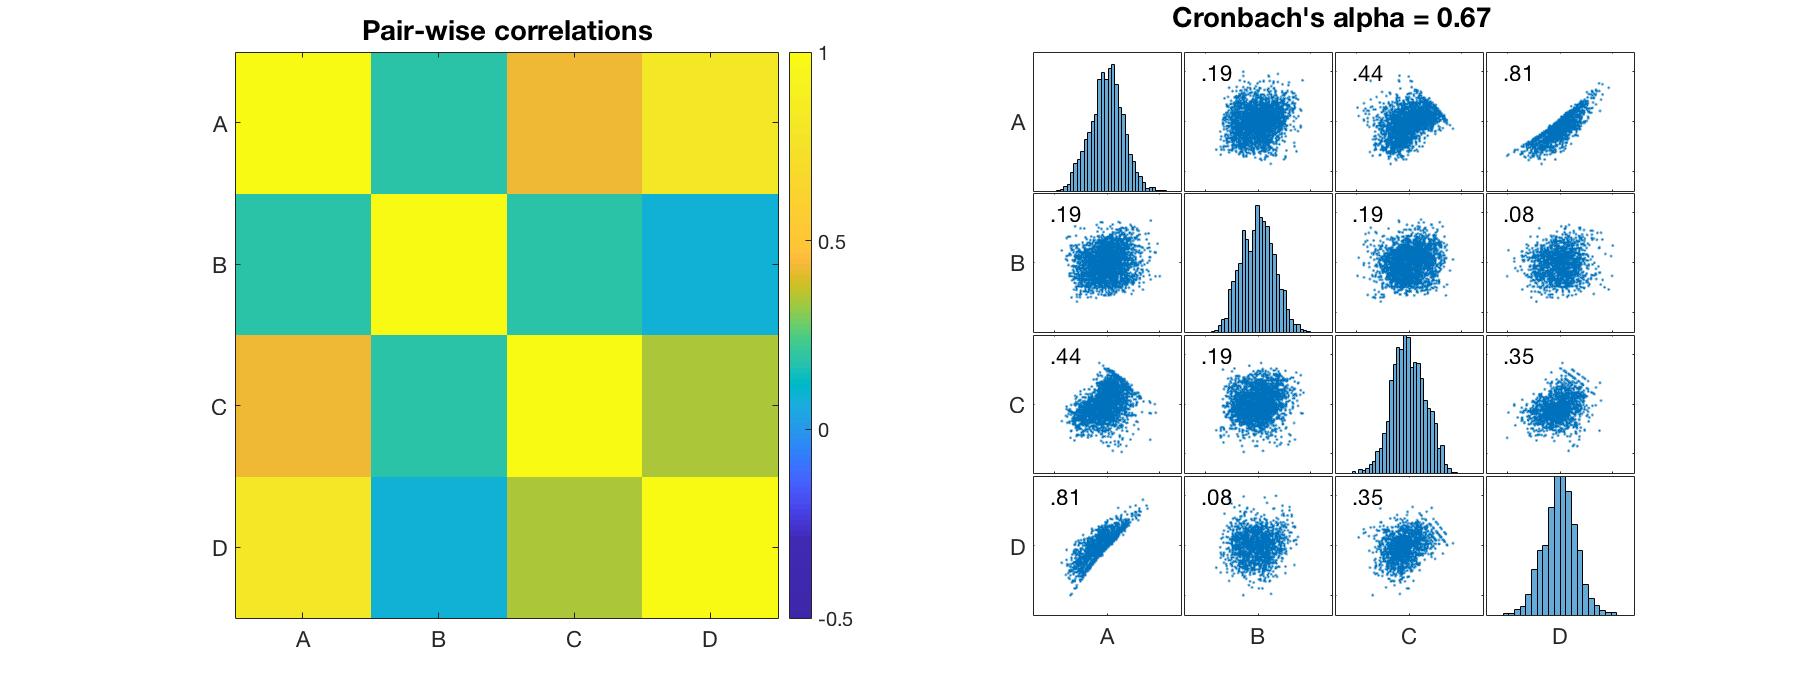 Pair-wise correlations
A
B
C
D
A B C D
1
0.5
0
-0.5
Cronbach's alpha = 0.67
A .19 .44 .81
B .19 .19 .08
C .44 .19 .35
D .81 .08 .35
A B C D